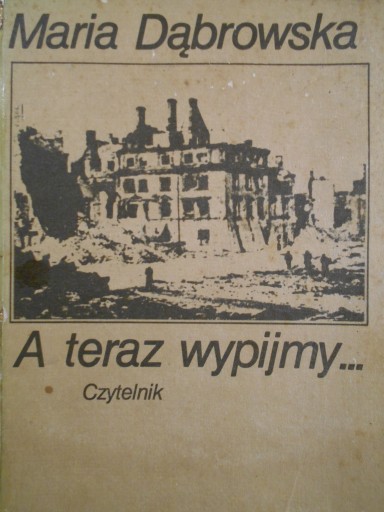 Maria Dąbrowska
A teraz wypijmy...
Czytelnik